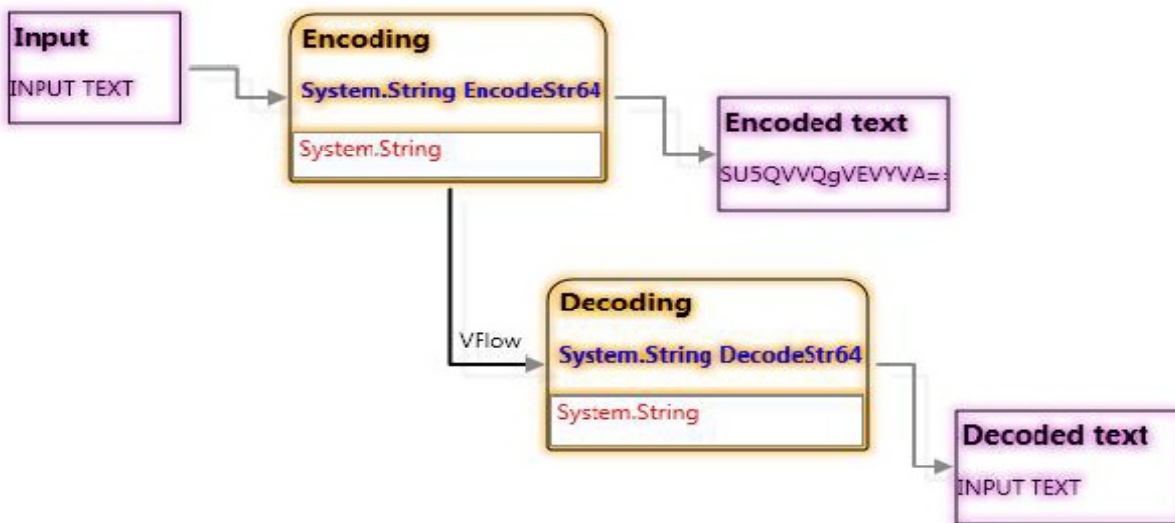 Input
INPUT TEXT
Encoding
System.String EncodeStr64
System.String
Encoded text
SU5QVVQgVEVYVA==
VFlow
Decoding
System.String DecodeStr64
System.String
Decoded text
INPUT TEXT